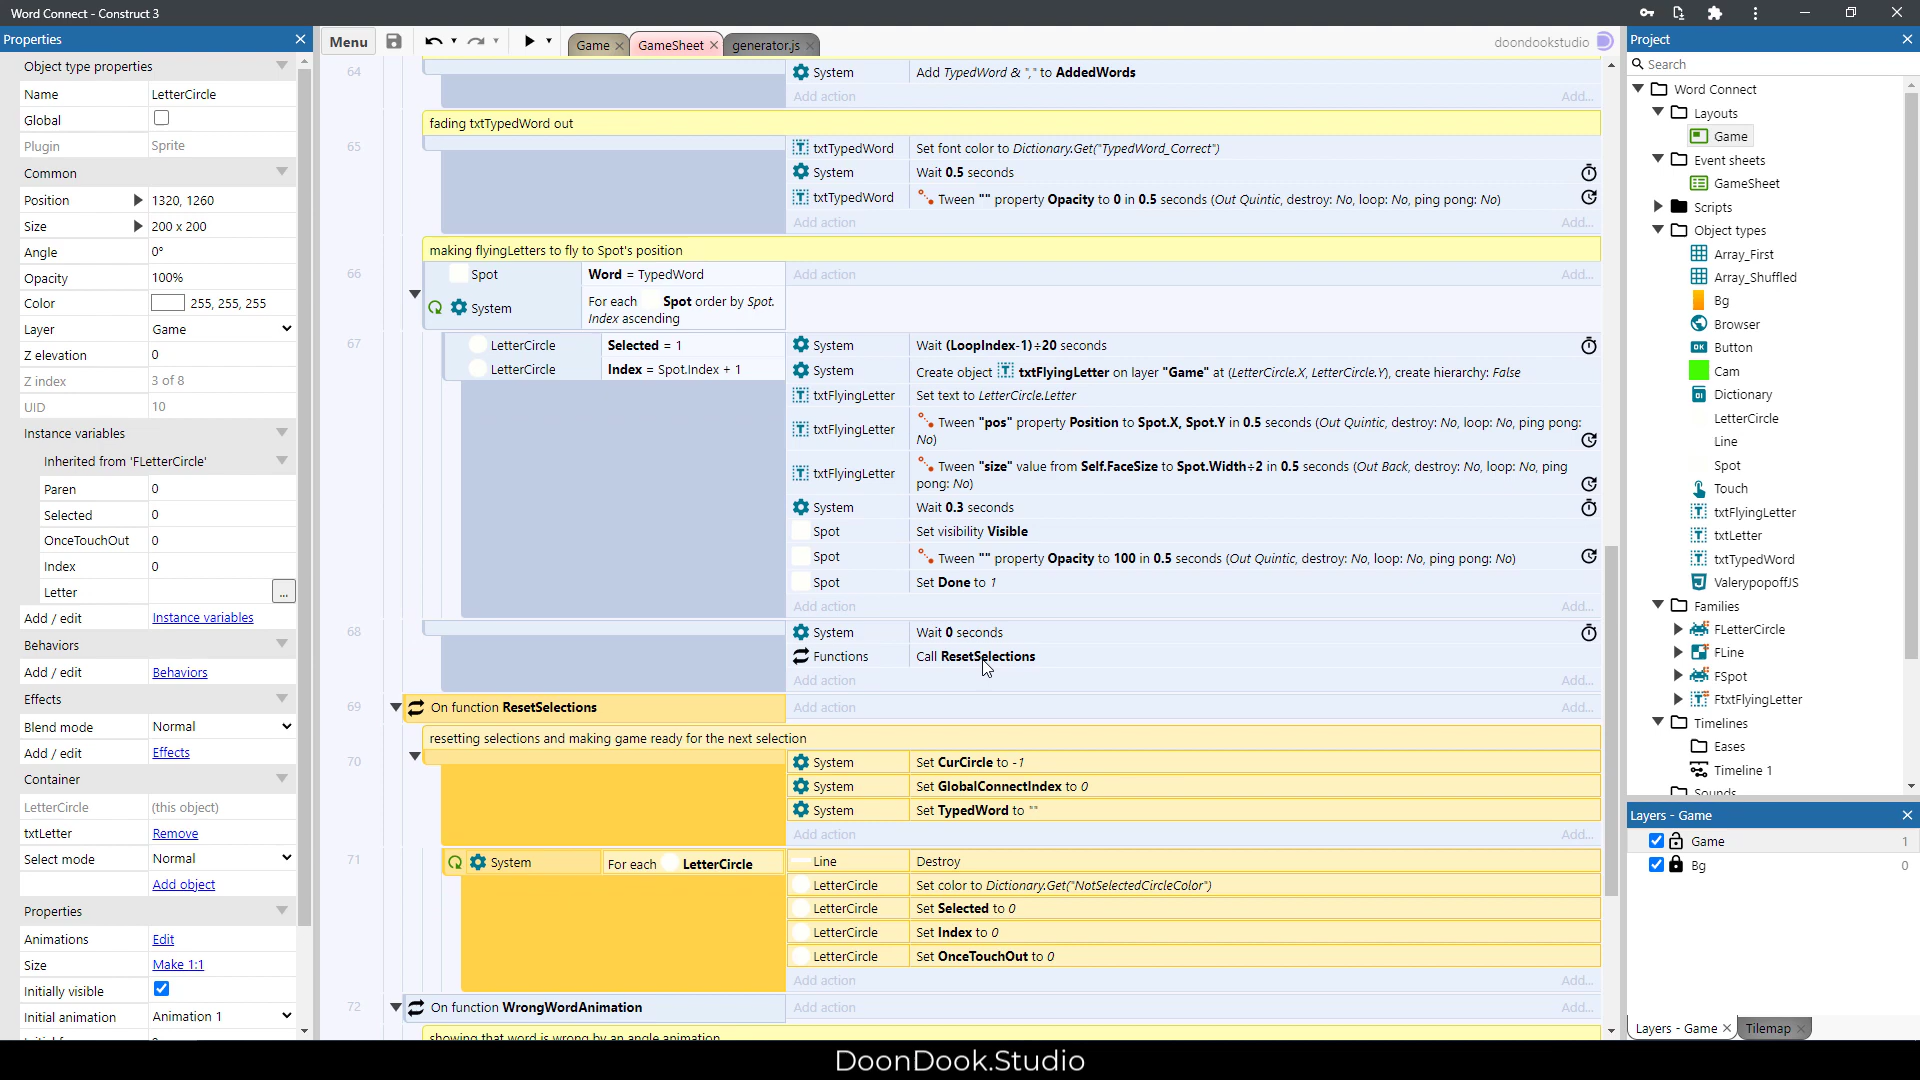 Word Connect - Construct 3
Properties
Object type properties
Name LetterCircle
Global
Plugin Sprite
Common
Position 1320, 1260
Size 200 x 200
Angle 0°
Opacity 100%
Color 255, 255, 255
Layer Game
Z elevation 0
Z index 3 of 8
UID 10
Instance variables
Inherited from 'FLetterCircle'
Paren 0
Selected 0
OnceTouchOut 0
Index 0
Letter ...
Add / edit Instance variables
Behaviors
Add / edit Behaviors
Effects
Blend mode Normal
Add / edit Effects
Container
LetterCircle (this object)
txtLetter Remove
Select mode Normal
Add object
Properties
Animations Edit
Size Make 1:1
Initially visible
Initial animation Animation 1
Menu
Game
GameSheet
generator.js
doondookstudio
64 System Add TypedWord & "," to AddedWords
Add action Add...
fading txtTypedWord out
65 txtTypedWord Set font color to Dictionary.Get("TypedWord_Correct")
System Wait 0.5 seconds
txtTypedWord Tween "" property Opacity to 0 in 0.5 seconds (Out Quintic, destroy: No, loop: No, ping pong: No)
Add action Add...
making flyingLetters to fly to Spot's position
66 Spot Word = TypedWord Add action Add...
System For each Spot order by Spot.
Index ascending
67 LetterCircle Selected = 1 System Wait (LoopIndex-1)÷20 seconds
LetterCircle Index = Spot.Index + 1 System Create object txtFlyingLetter on layer "Game" at (LetterCircle.X, LetterCircle.Y), create hierarchy: False
txtFlyingLetter Set text to LetterCircle.Letter
txtFlyingLetter Tween "pos" property Position to Spot.X, Spot.Y in 0.5 seconds (Out Quintic, destroy: No, loop: No, ping pong:
No)
txtFlyingLetter Tween "size" value from Self.FaceSize to Spot.Width÷2 in 0.5 seconds (Out Back, destroy: No, loop: No, ping
pong: No)
System Wait 0.3 seconds
Spot Set visibility Visible
Spot Tween "" property Opacity to 100 in 0.5 seconds (Out Quintic, destroy: No, loop: No, ping pong: No)
Spot Set Done to 1
Add action Add...
68 System Wait 0 seconds
Functions Call ResetSelections
Add action Add...
69 On function ResetSelections Add action Add...
resetting selections and making game ready for the next selection
70 System Set CurCircle to -1
System Set GlobalConnectIndex to 0
System Set TypedWord to ""
Add action Add...
71 System For each LetterCircle Line Destroy
LetterCircle Set color to Dictionary.Get("NotSelectedCircleColor")
LetterCircle Set Selected to 0
LetterCircle Set Index to 0
LetterCircle Set OnceTouchOut to 0
Add action Add...
72 On function WrongWordAnimation Add action Add...
showing that word is wrong by an angle animation
Project
Search
Word Connect
Layouts
Game
Event sheets
GameSheet
Scripts
Object types
Array_First
Array_Shuffled
Bg
Browser
Button
Cam
Dictionary
LetterCircle
Line
Spot
Touch
txtFlyingLetter
txtLetter
txtTypedWord
ValerypopoffJS
Families
FLetterCircle
FLine
FSpot
FtxtFlyingLetter
Timelines
Eases
Timeline 1
Sounds
Layers - Game
Game 1
Bg 0
Layers - Game
Tilemap
DoonDook.Studio